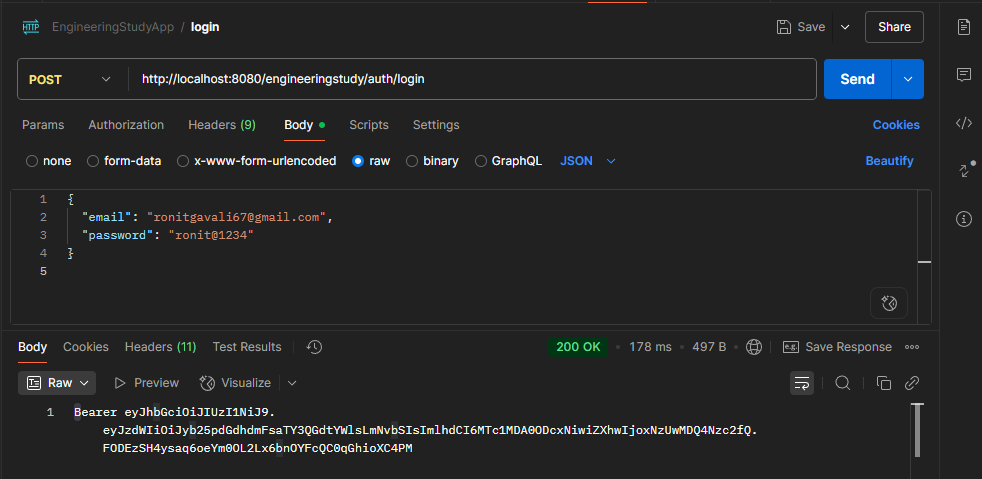 HTTP EngineeringStudyApp / login Save Share
POST http://localhost:8080/engineeringstudy/auth/login Send
Params Authorization Headers (9) Body Scripts Settings Cookies
none form-data x-www-form-urlencoded raw binary GraphQL JSON Beautify
1 {
2 "email": "ronitgavali67@gmail.com",
3 "password": "ronit@1234"
4 }
5
Body Cookies Headers (11) Test Results 200 OK • 178 ms • 497 B e.g. Save Response
Raw Preview Visualize
1 Bearer eyJhbGciOiJIUzI1NiJ9.
eyJzdWIiOiJyb25pdGdhdmFsaTY3QGdtYWlsLmNvbSIsImlhdCI6MTc1MDA0ODcxNiwiZXhwIjoxNzUwMDQ4Nzc2fQ.
FODEzSH4ysaq6oeYm0OL2Lx6bnOYFcQC0qGhioXC4PM